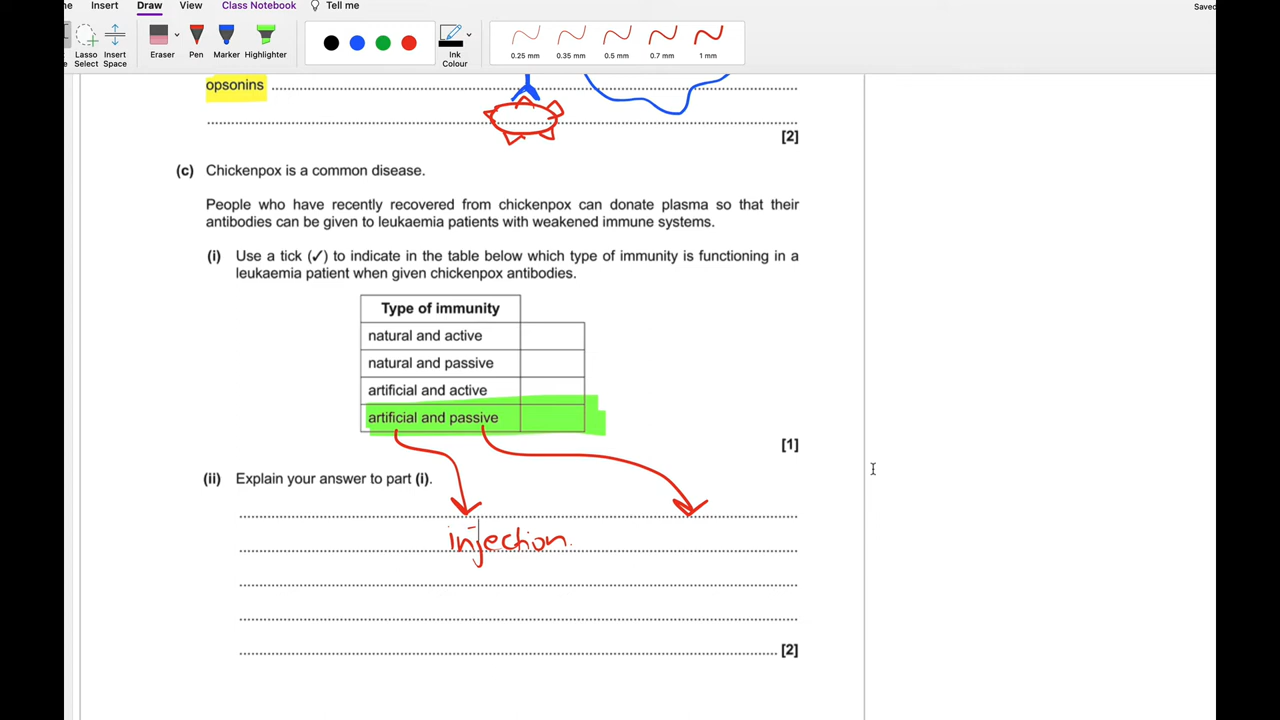 me Insert Draw View Class Notebook Tell me
Saved
Eraser Pen Marker Highlighter
Lasso Select
Insert Space
Ink Colour
0.25 mm 0.35 mm 0.5 mm 0.7 mm 1 mm
opsonins
[2]
(c) Chickenpox is a common disease.
People who have recently recovered from chickenpox can donate plasma so that their
antibodies can be given to leukaemia patients with weakened immune systems.
(i) Use a tick (✓) to indicate in the table below which type of immunity is functioning in a
leukaemia patient when given chickenpox antibodies.
Type of immunity
natural and active
natural and passive
artificial and active
artificial and passive
[1]
(ii) Explain your answer to part (i).
injection
[2]